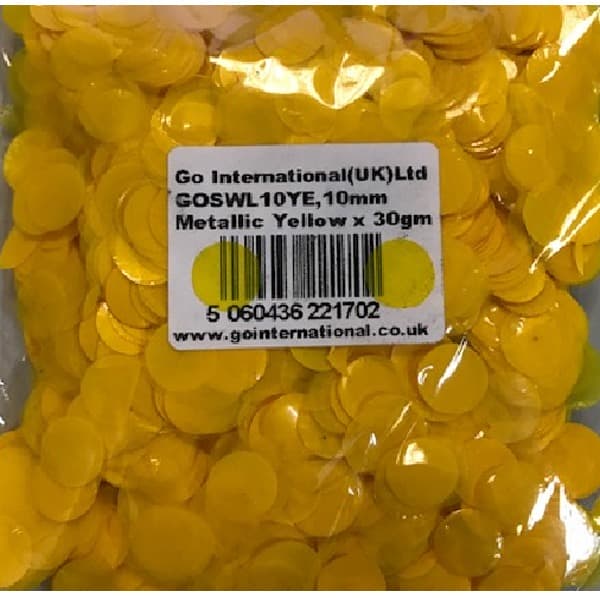 Go International(UK)Ltd
GOSWL10YE,10mm
Metallic Yellow x 30gm
5 060436 221702
www.gointernational.co.uk